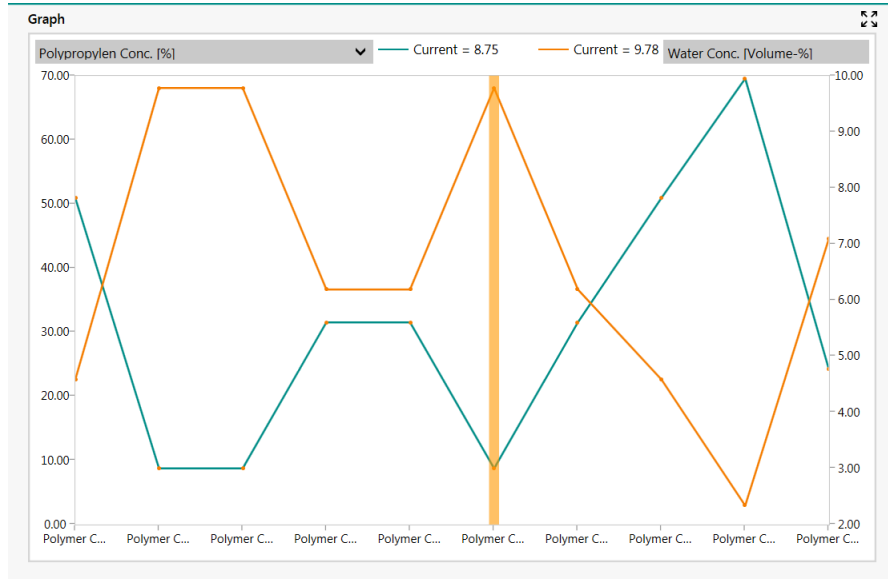 Graph
Polypropylen Conc. [%]
Current = 8.75
Current = 9.78
Water Conc. [Volume-%]
70.00
60.00
50.00
40.00
30.00
20.00
10.00
0.00
10.00
9.00
8.00
7.00
6.00
5.00
4.00
3.00
2.00
Polymer C...
Polymer C...
Polymer C...
Polymer C...
Polymer C...
Polymer C...
Polymer C...
Polymer C...
Polymer C...
Polymer C...